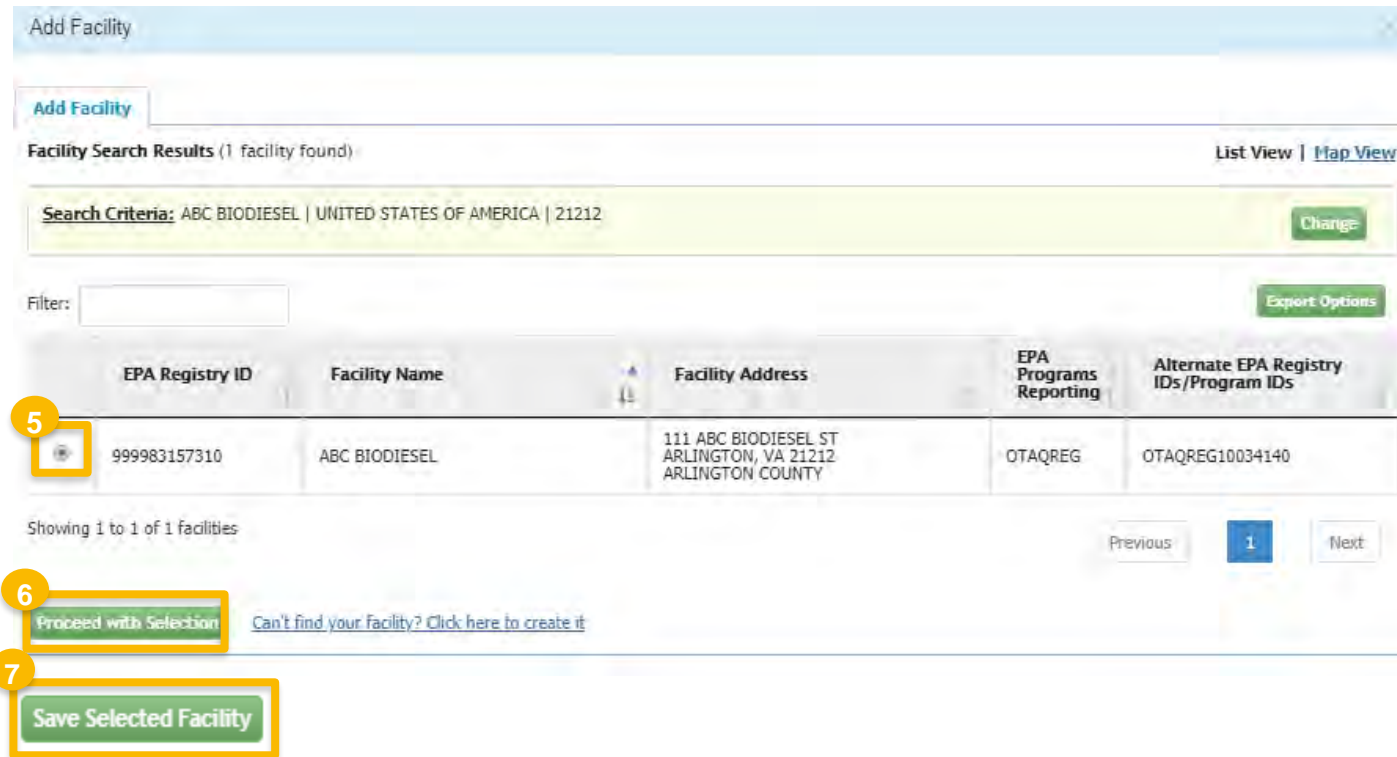 Add Facility
Add Facility
Facility Search Results (1 facility found)
List View | Map View
Search Criteria: ABC BIODIESEL | UNITED STATES OF AMERICA | 21212
Change
Filter:
Export Options
EPA Registry ID
Facility Name
Facility Address
EPA
Programs
Reporting
Alternate EPA Registry
IDs/Program IDs
5
999983157310
ABC BIODIESEL
111 ABC BIODIESEL ST
ARLINGTON, VA 21212
ARLINGTON COUNTY
OTAQREG
OTAQREG10034140
Showing 1 to 1 of 1 facilities
Previous
1
Next
6
Proceed with Selection
Can't find your facility? Click here to create it
7
Save Selected Facility